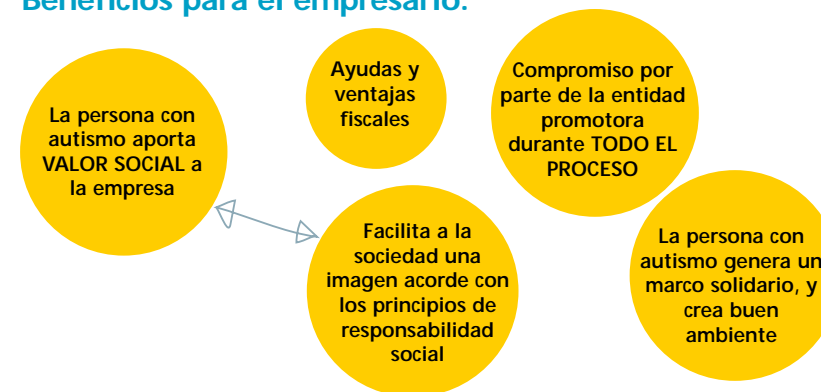 Beneficios para el empresario:
La persona con
autismo aporta
VALOR SOCIAL a
la empresa
Ayudas y
ventajas
fiscales
Compromiso por
parte de la entidad
promotora
durante TODO EL
PROCESO
Facilita a la
sociedad una
imagen acorde con
los principios de
responsabilidad
social
La persona con
autismo genera un
marco solidario, y
crea buen
ambiente